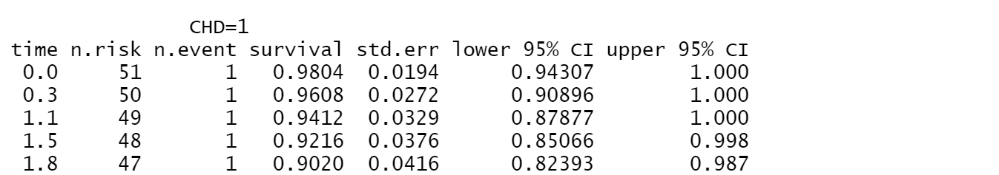 CHD=1
time n.risk n.event survival std.err lower 95% CI upper 95% CI
0.0 51 1 0.9804 0.0194 0.94307 1.000
0.3 50 1 0.9608 0.0272 0.90896 1.000
1.1 49 1 0.9412 0.0329 0.87877 1.000
1.5 48 1 0.9216 0.0376 0.85066 0.998
1.8 47 1 0.9020 0.0416 0.82393 0.987